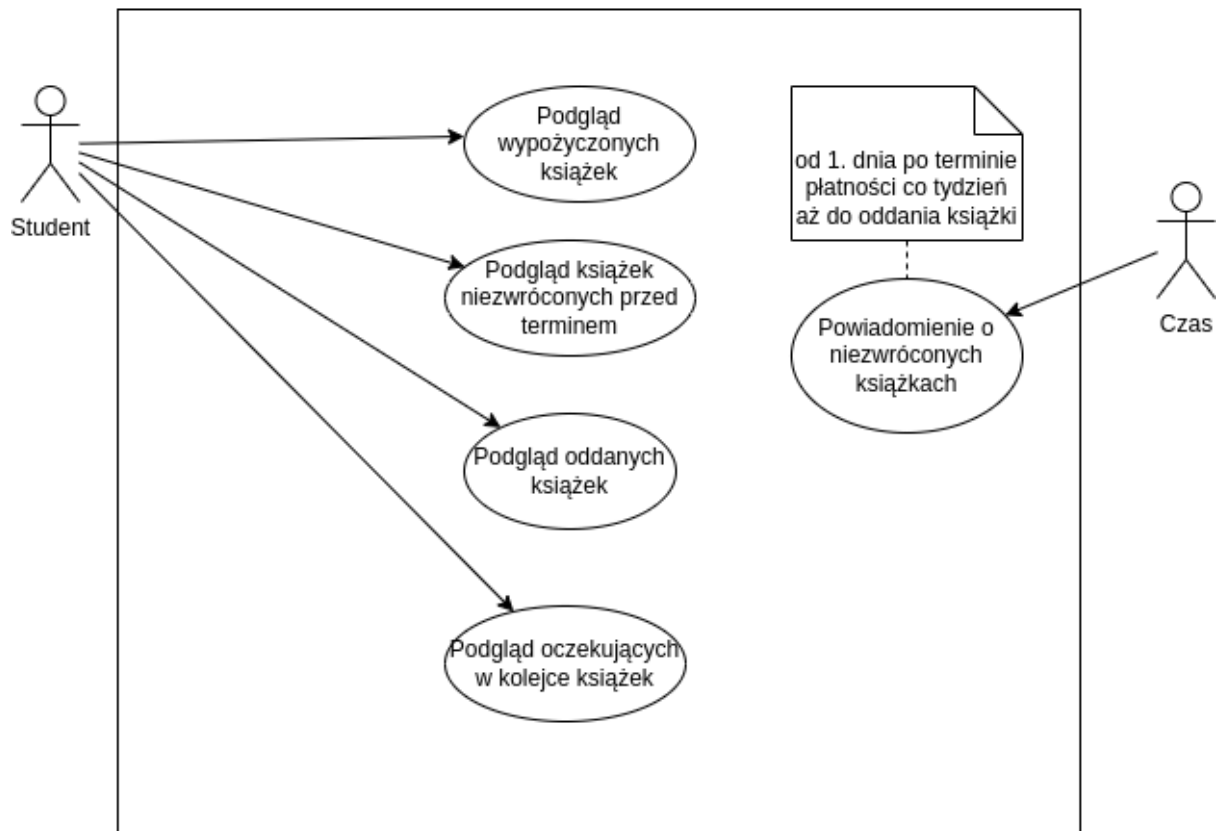 Student
Podgląd
wypożyczonych
książek
Podgląd książek
niezwróconych przed
terminem
Podgląd oddanych
książek
Podgląd oczekujących
w kolejce książek
od 1. dnia po terminie
płatności co tydzień
aż do oddania książki
Powiadomienie o
niezwróconych
książkach
Czas